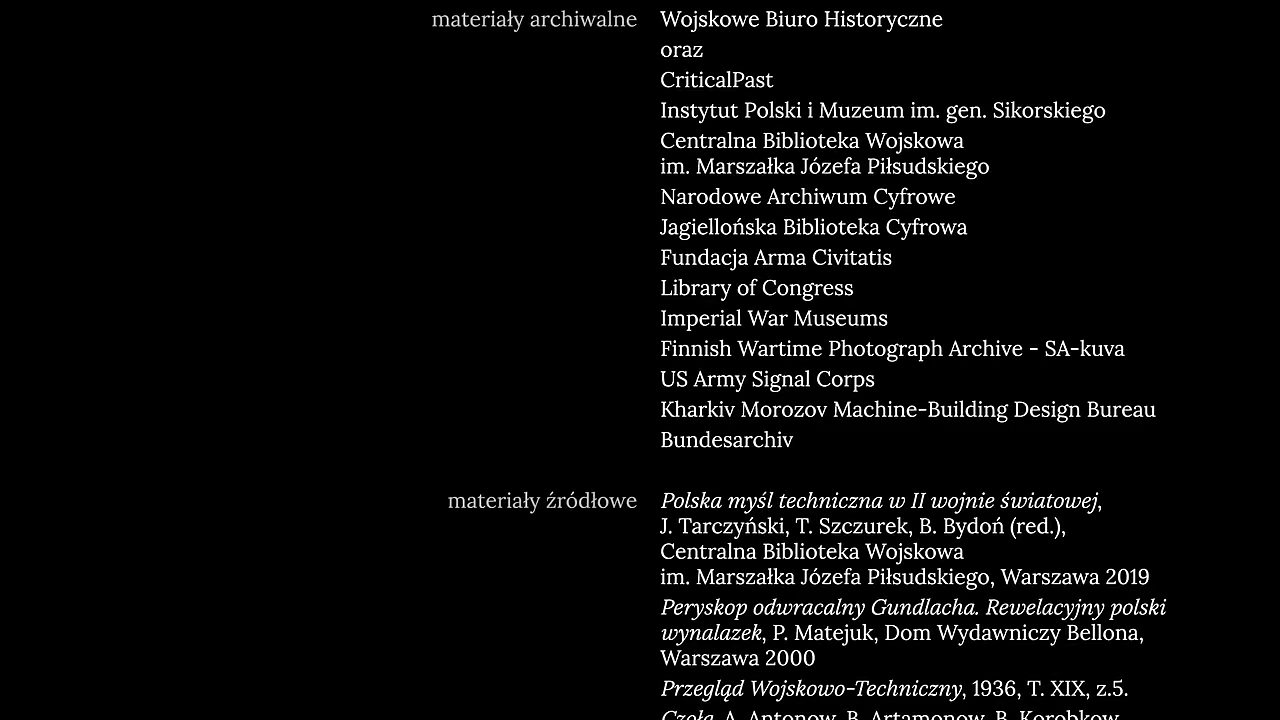 materiały archiwalne
Wojskowe Biuro Historyczne
oraz
CriticalPast
Instytut Polski i Muzeum im. gen. Sikorskiego
Centralna Biblioteka Wojskowa
im. Marszałka Józefa Piłsudskiego
Narodowe Archiwum Cyfrowe
Jagiellońska Biblioteka Cyfrowa
Fundacja Arma Civitatis
Library of Congress
Imperial War Museums
Finnish Wartime Photograph Archive - SA-kuva
US Army Signal Corps
Kharkiv Morozov Machine-Building Design Bureau
Bundesarchiv
materiały źródłowe
Polska myśl techniczna w II wojnie światowej,
J. Tarczyński, T. Szczurek, B. Bydoń (red.),
Centralna Biblioteka Wojskowa
im. Marszałka Józefa Piłsudskiego, Warszawa 2019
Peryskop odwracalny Gundlacha. Rewelacyjny polski
wynalazek, P. Matejuk, Dom Wydawniczy Bellona,
Warszawa 2000
Przegląd Wojskowo-Techniczny, 1936, T. XIX, z.5.
Czoła, A. Antonow, B. Artamonow, B. Korobkow